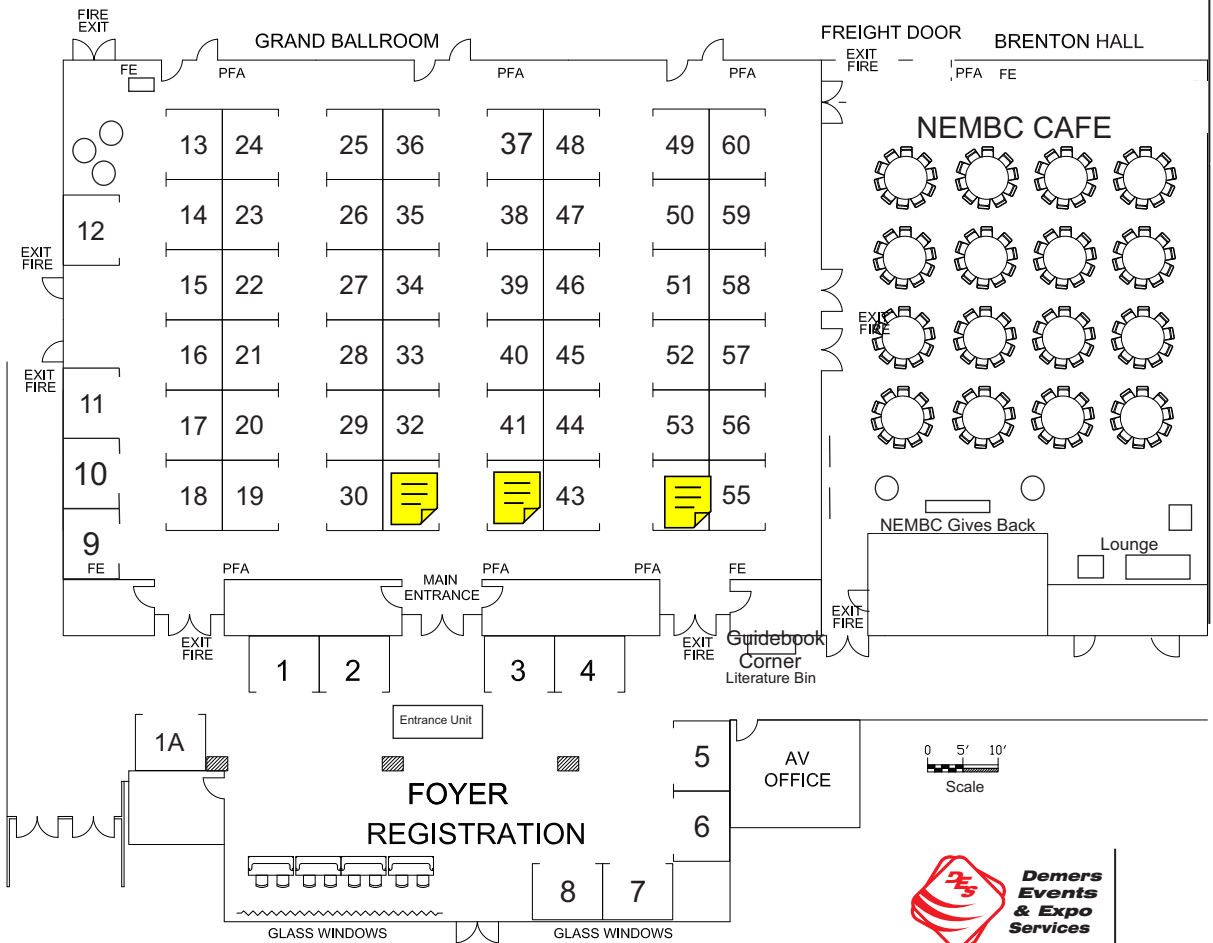 FIRE
EXIT
GRAND BALLROOM
FREIGHT DOOR
BRENTON HALL
EXIT
FIRE
FE
PFA
PFA
PFA
PFA FE
NEMBC CAFE
13 24 25 36 37 48 49 60
14 23 26 35 38 47 50 59
12
EXIT
FIRE
15 22 27 34 39 46 51 58
EXIT
FIRE
16 21 28 33 40 45 52 57
EXIT
FIRE
11
17 20 29 32 41 44 53 56
10
18 19 30 43 55
NEMBC Gives Back
9
Lounge
FE
PFA
MAIN
ENTRANCE
PFA
PFA
FE
EXIT
FIRE
EXIT
FIRE
EXIT
FIRE
Guidebook
Corner
Literature Bin
1 2 3 4
Entrance Unit
1A
5
AV
OFFICE
0 5' 10'
Scale
FOYER
REGISTRATION
6
8 7
GLASS WINDOWS
GLASS WINDOWS
DES
Demers
Events
& Expo
Services